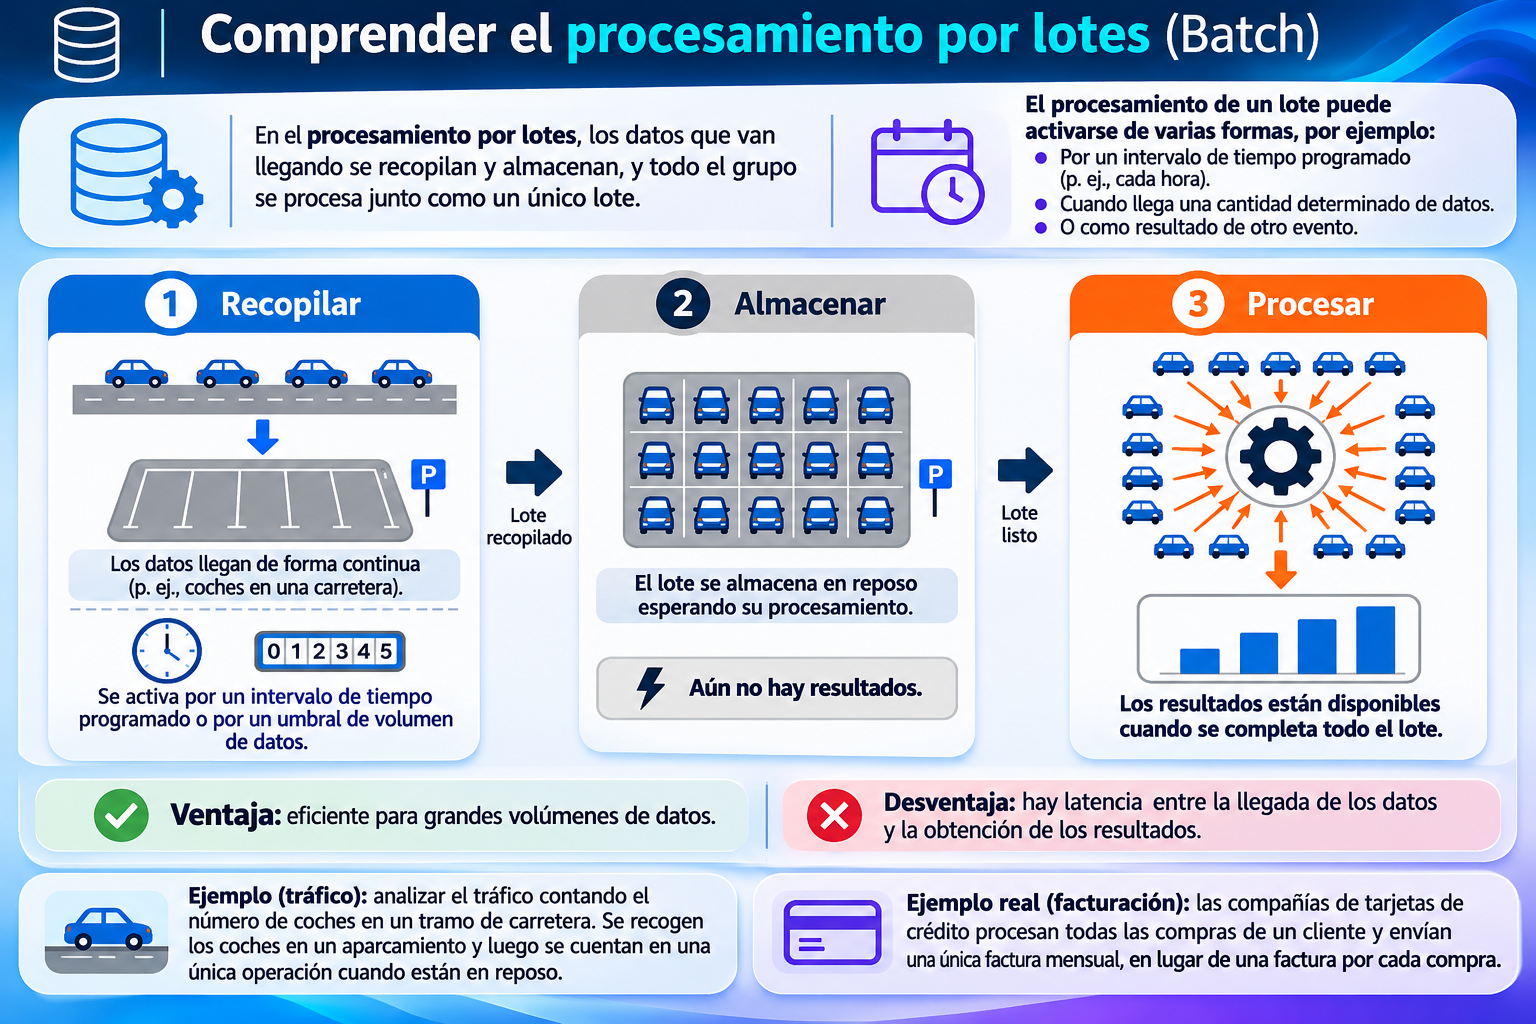 Comprender el procesamiento por lotes (Batch)
En el procesamiento por lotes, los datos que van
llegando se recopilan y almacenan, y todo el grupo
se procesa junto como un único lote.
El procesamiento de un lote puede
activarse de varias formas, por ejemplo:
Por un intervalo de tiempo programado
(p. ej., cada hora).
Cuando llega una cantidad determinado de datos.
O como resultado de otro evento.
1 Recopilar
P
Los datos llegan de forma continua
(p. ej., coches en una carretera).
0 1 2 3 4 5
Se activa por un intervalo de tiempo
programado o por un umbral de volumen
de datos.
Lote
recopilado
2 Almacenar
P
El lote se almacena en reposo
esperando su procesamiento.
Aún no hay resultados.
Lote
listo
3 Procesar
Los resultados están disponibles
cuando se completa todo el lote.
Ventaja: eficiente para grandes volúmenes de datos.
Desventaja: hay latencia entre la llegada de los datos
y la obtención de los resultados.
Ejemplo (tráfico): analizar el tráfico contando el
número de coches en un tramo de carretera. Se recogen
los coches en un aparcamiento y luego se cuentan en una
única operación cuando están en reposo.
Ejemplo real (facturación): las compañías de tarjetas de
crédito procesan todas las compras de un cliente y envían
una única factura mensual, en lugar de una factura por cada compra.